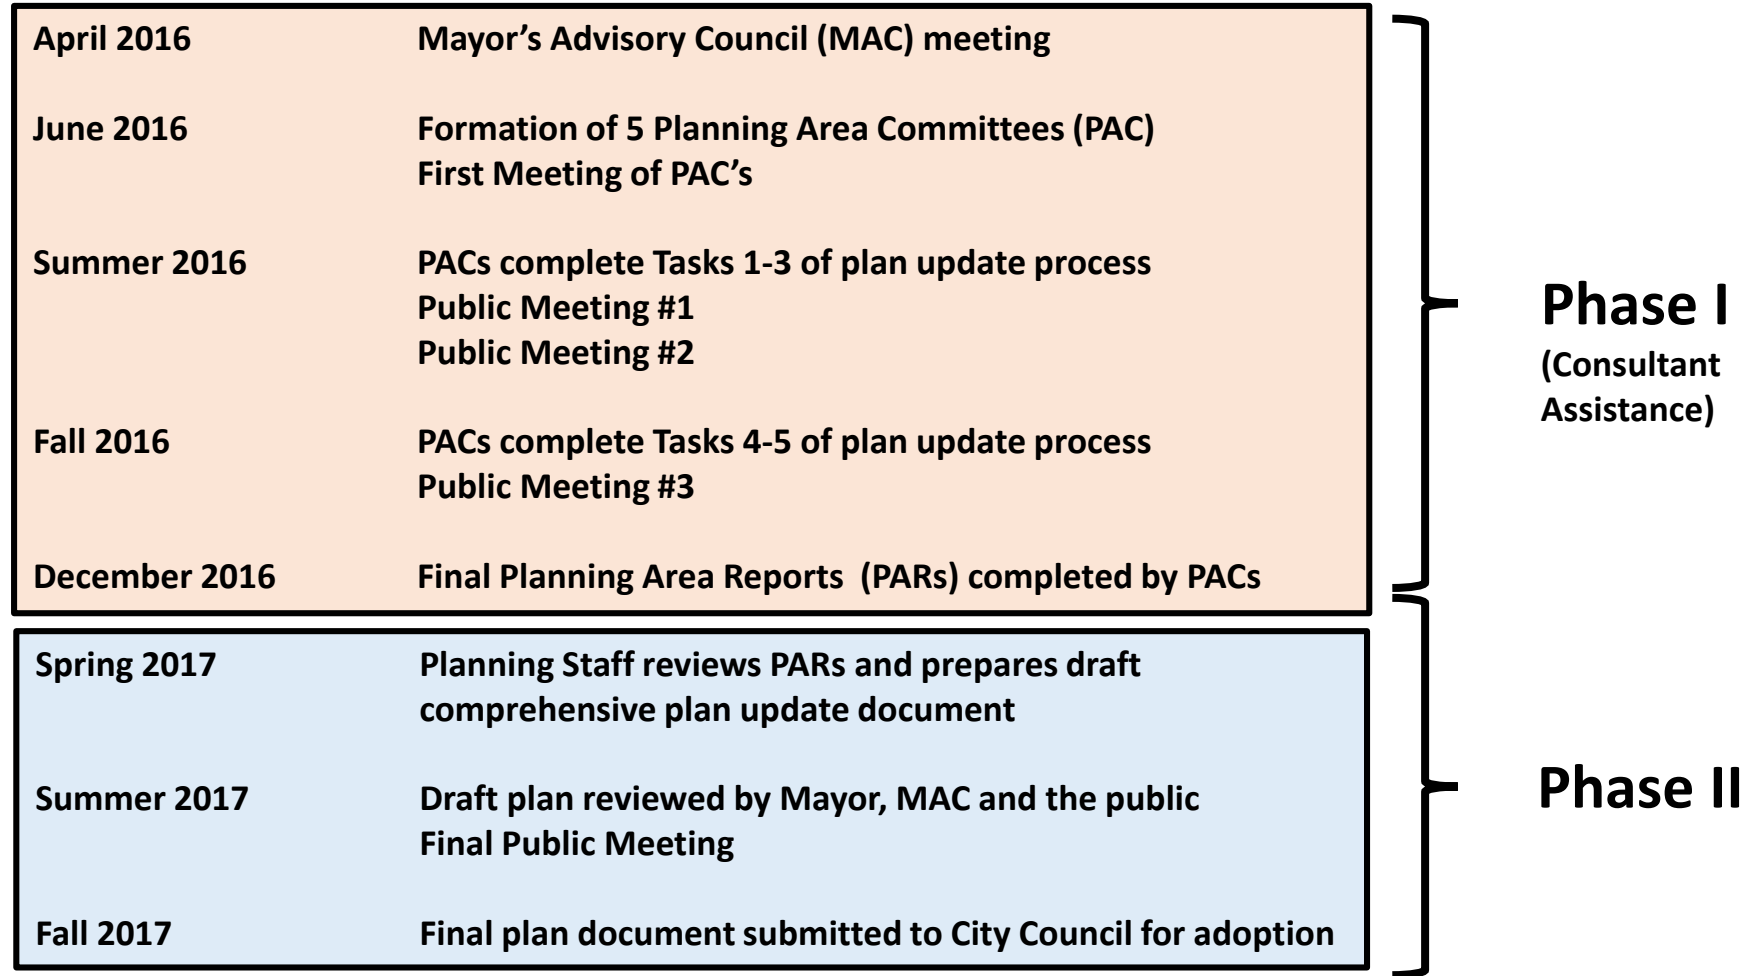 April 2016 Mayor’s Advisory Council (MAC) meeting
June 2016 Formation of 5 Planning Area Committees (PAC)
First Meeting of PAC’s
Summer 2016 PACs complete Tasks 1-3 of plan update process
Public Meeting #1
Public Meeting #2
Fall 2016 PACs complete Tasks 4-5 of plan update process
Public Meeting #3
December 2016 Final Planning Area Reports  (PARs) completed by PACs
Phase I
(Consultant
Assistance)
Spring 2017 Planning Staff reviews PARs and prepares draft
comprehensive plan update document
Summer 2017 Draft plan reviewed by Mayor, MAC and the public
Final Public Meeting
Fall 2017 Final plan document submitted to City Council for adoption
Phase II